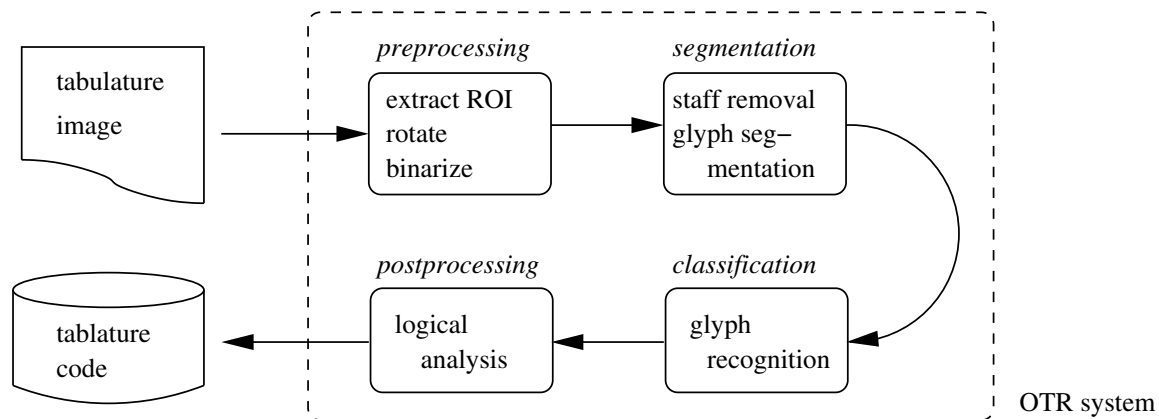 tabulature
image
preprocessing
extract ROI
rotate
binarize
segmentation
staff removal
glyph seg−
mentation
classification
glyph
recognition
postprocessing
logical
analysis
tablature
code
OTR system